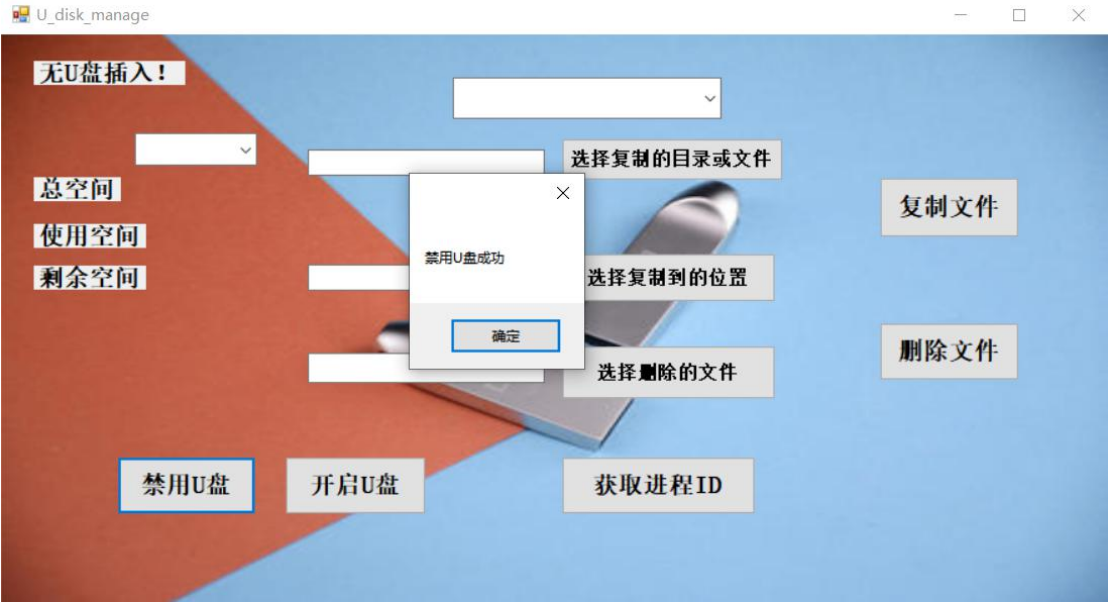 U_disk_manage
无U盘插入！
选择复制的目录或文件
总空间
复制文件
使用空间
禁用U盘成功
剩余空间
选择复制到的位置
确定
删除文件
选择删除的文件
禁用U盘
开启U盘
获取进程ID